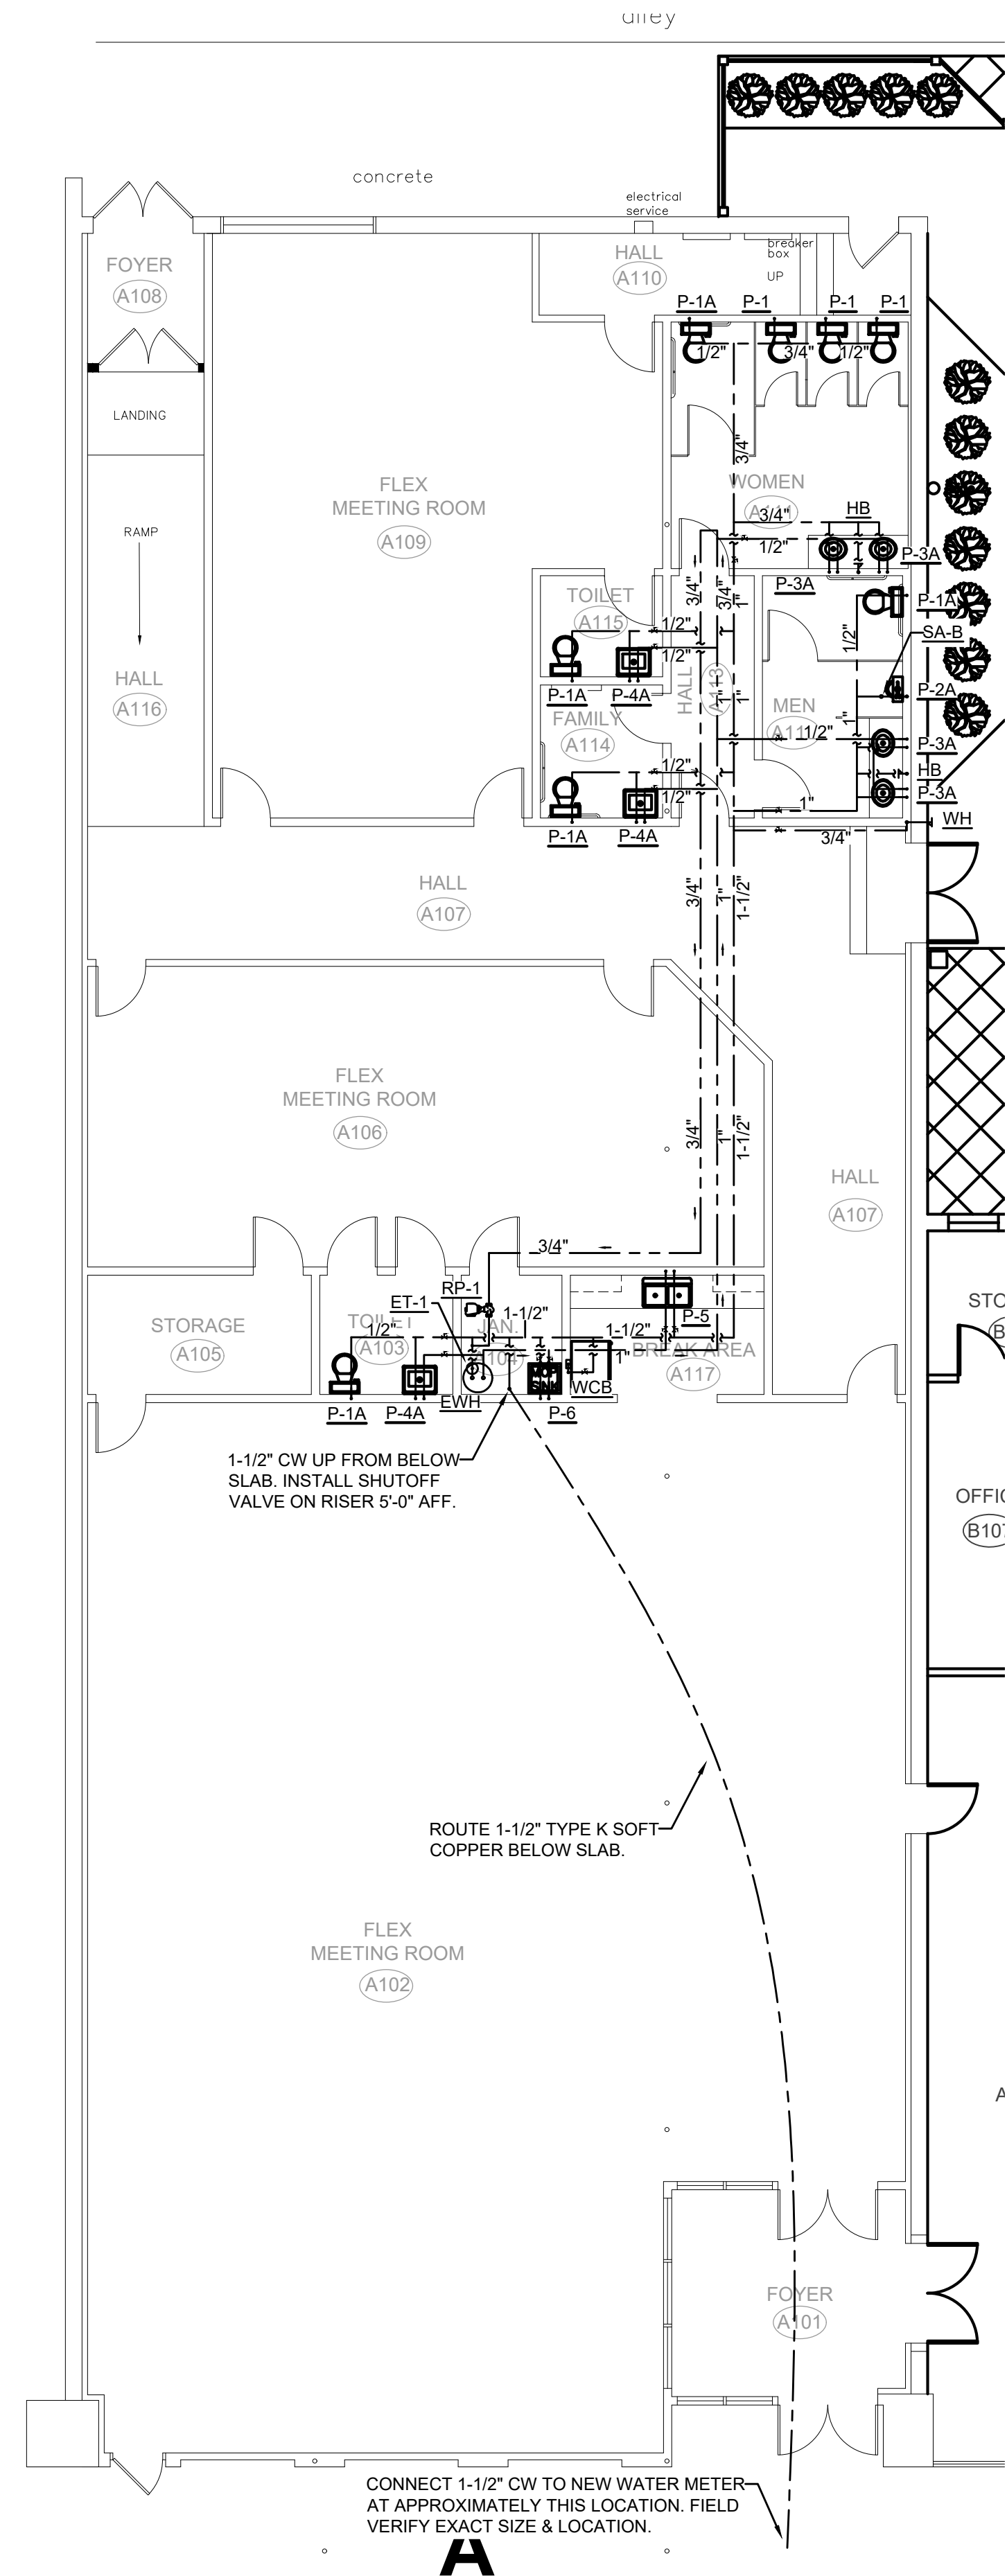 alley
concrete
electrical
service
breaker
box
UP
HALL
A110
FOYER
A108
P-1A
P-1
P-1
P-1
1/2"
3/4"
1/2"
LANDING
3/4"
FLEX
MEETING ROOM
A109
WOMEN
3/4"
HB
1/2"
P-3A
RAMP
P-3A
3/4"
3/4"
1"
TOILET
A115
1/2"
1/2"
P-1A
1/2"
SA-B
HALL
A116
P-1A
P-4A
HALL
A113
1"
1"
P-2A
MEN
1"
FAMILY
A114
1/2"
P-3A
1/2"
1/2"
HB
P-3A
1"
P-1A
P-4A
WH
3/4"
HALL
A107
3/4"
1"
1-1/2"
FLEX
MEETING ROOM
A106
3/4"
1"
1-1/2"
HALL
A107
3/4"
RP-1
ET-1
1-1/2"
P-5
STORAGE
A105
TOILET
A103
1/2"
JAN.
A104
1-1/2"
1"
BREAK AREA
A117
WCB
P-1A
P-4A
EWH
P-6
STO
B
1-1/2" CW UP FROM BELOW
SLAB. INSTALL SHUTOFF
VALVE ON RISER 5'-0" AFF.
OFFIC
B107
ROUTE 1-1/2" TYPE K SOFT
COPPER BELOW SLAB.
FLEX
MEETING ROOM
A102
A
FOYER
A101
CONNECT 1-1/2" CW TO NEW WATER METER
AT APPROXIMATELY THIS LOCATION. FIELD
VERIFY EXACT SIZE & LOCATION.
A